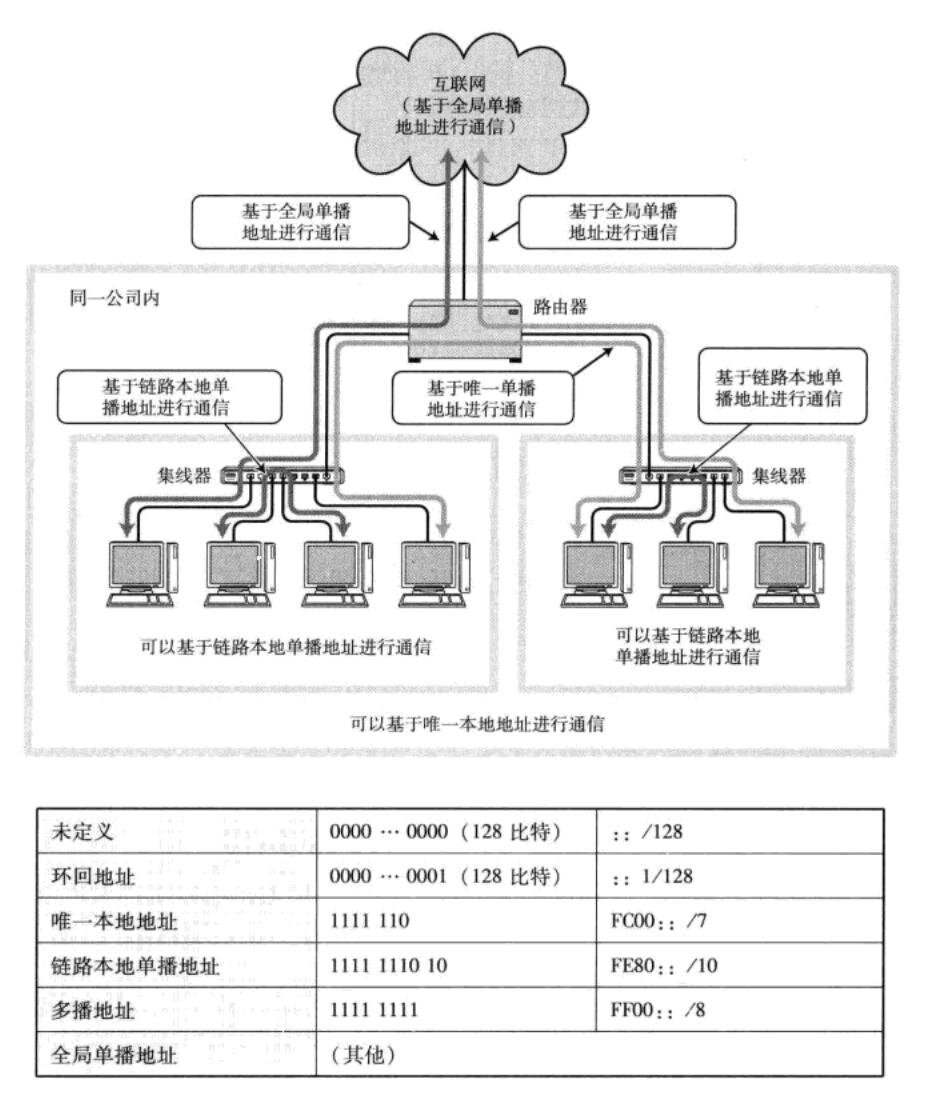 互联网
（基于全局单播
地址进行通信）
基于全局单播
地址进行通信
基于全局单播
地址进行通信
同一公司内
路由器
基于链路本地单
播地址进行通信
基于唯一单播
地址进行通信
基于链路本地单
播地址进行通信
集线器
集线器
可以基于链路本地单播地址进行通信
可以基于链路本地
单播地址进行通信
可以基于唯一本地地址进行通信
未定义 0000 … 0000（128 比特） :: /128
环回地址 0000 … 0001（128 比特） :: 1/128
唯一本地地址 1111 110 FC00:: /7
链路本地单播地址 1111 1110 10 FE80:: /10
多播地址 1111 1111 FF00:: /8
全局单播地址 （其他）